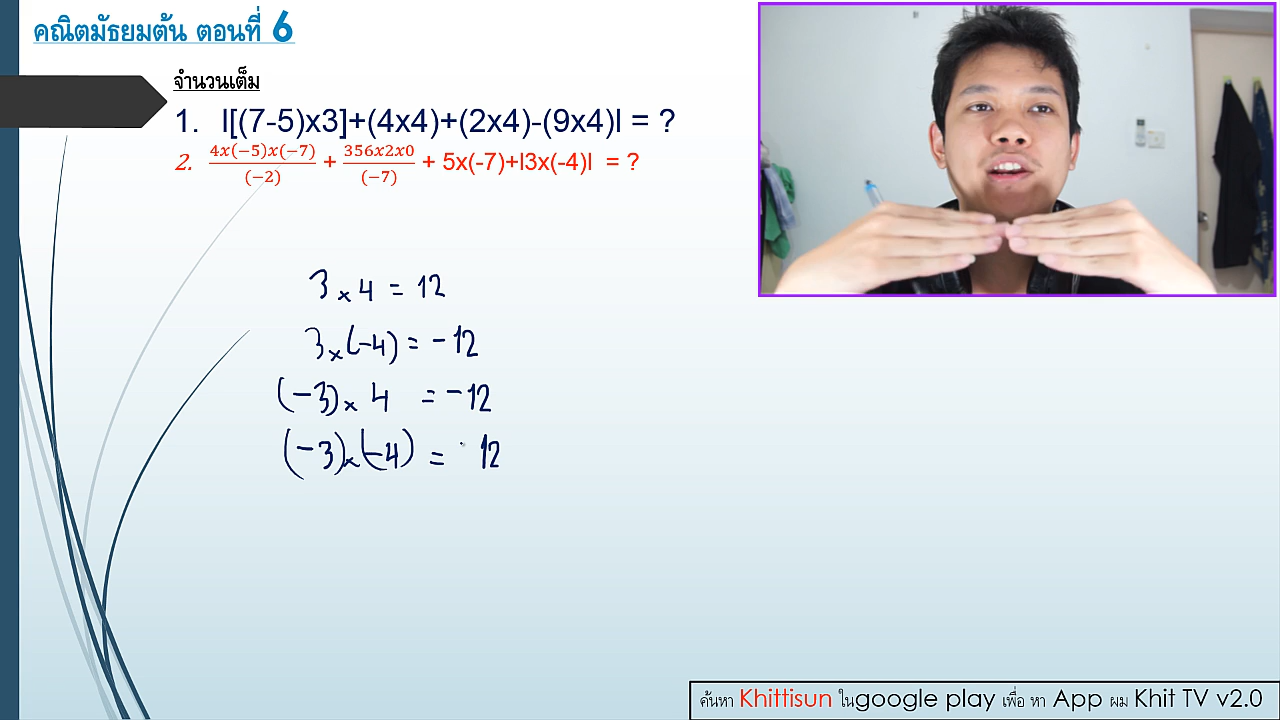 คณิตมัธยมต้น ตอนที่ 6
จำนวนเต็ม
1. l[(7-5)x3]+(4x4)+(2x4)-(9x4)l = ?
2. 4x(−5)x(−7)/(−2) + 356x2x0/(−7) + 5x(-7)+l3x(-4)l = ?
3 x 4 = 12
3 x (-4) = -12
(-3) x 4 = -12
(-3) x (-4) = 12
ค้นหา Khittisun ในgoogle play เพื่อ หา App ผม Khit TV v2.0